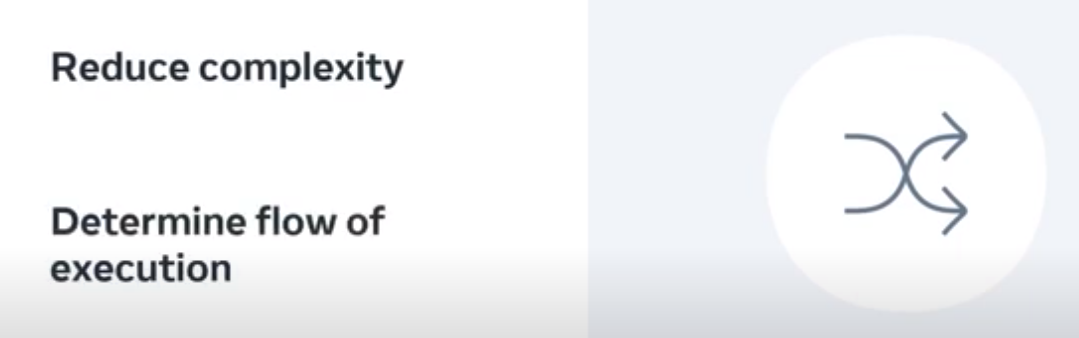 Reduce complexity
Determine flow of
execution